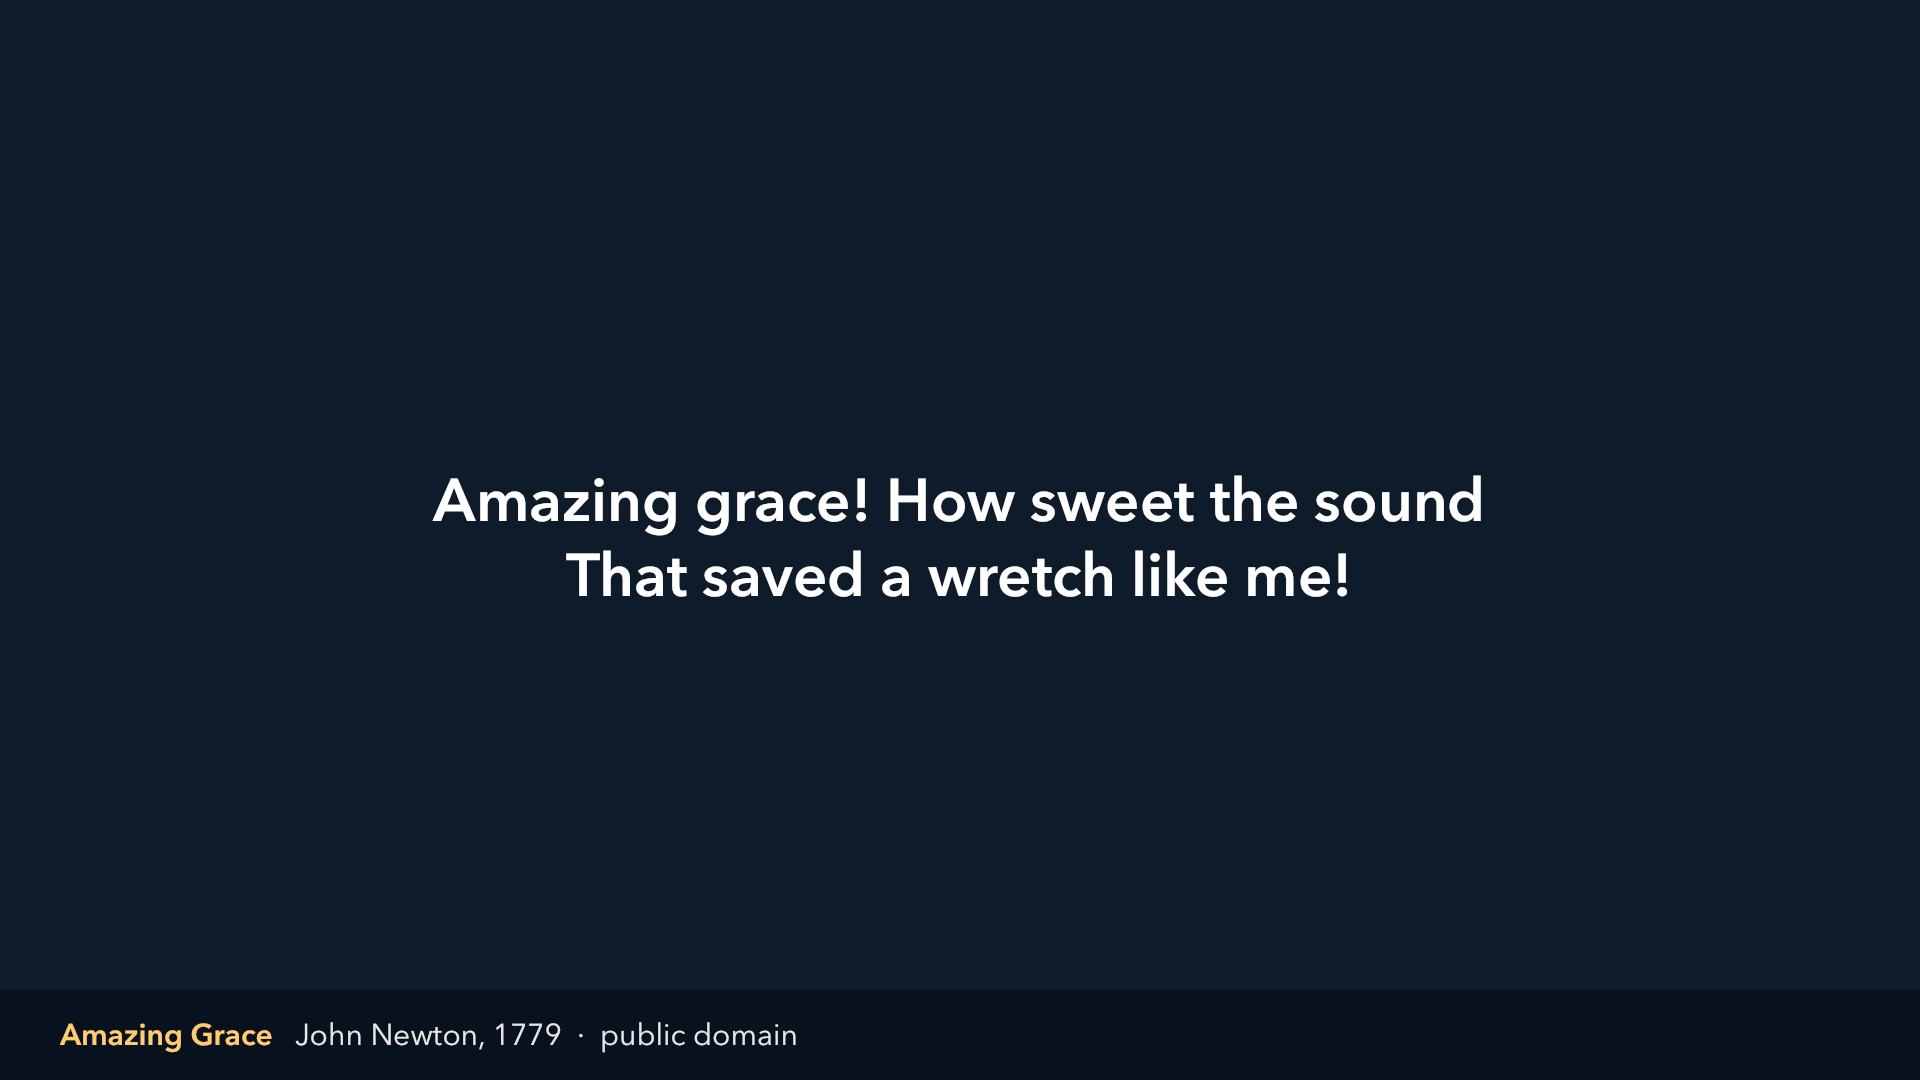 Amazing grace! How sweet the sound
That saved a wretch like me!
Amazing Grace John Newton, 1779 · public domain